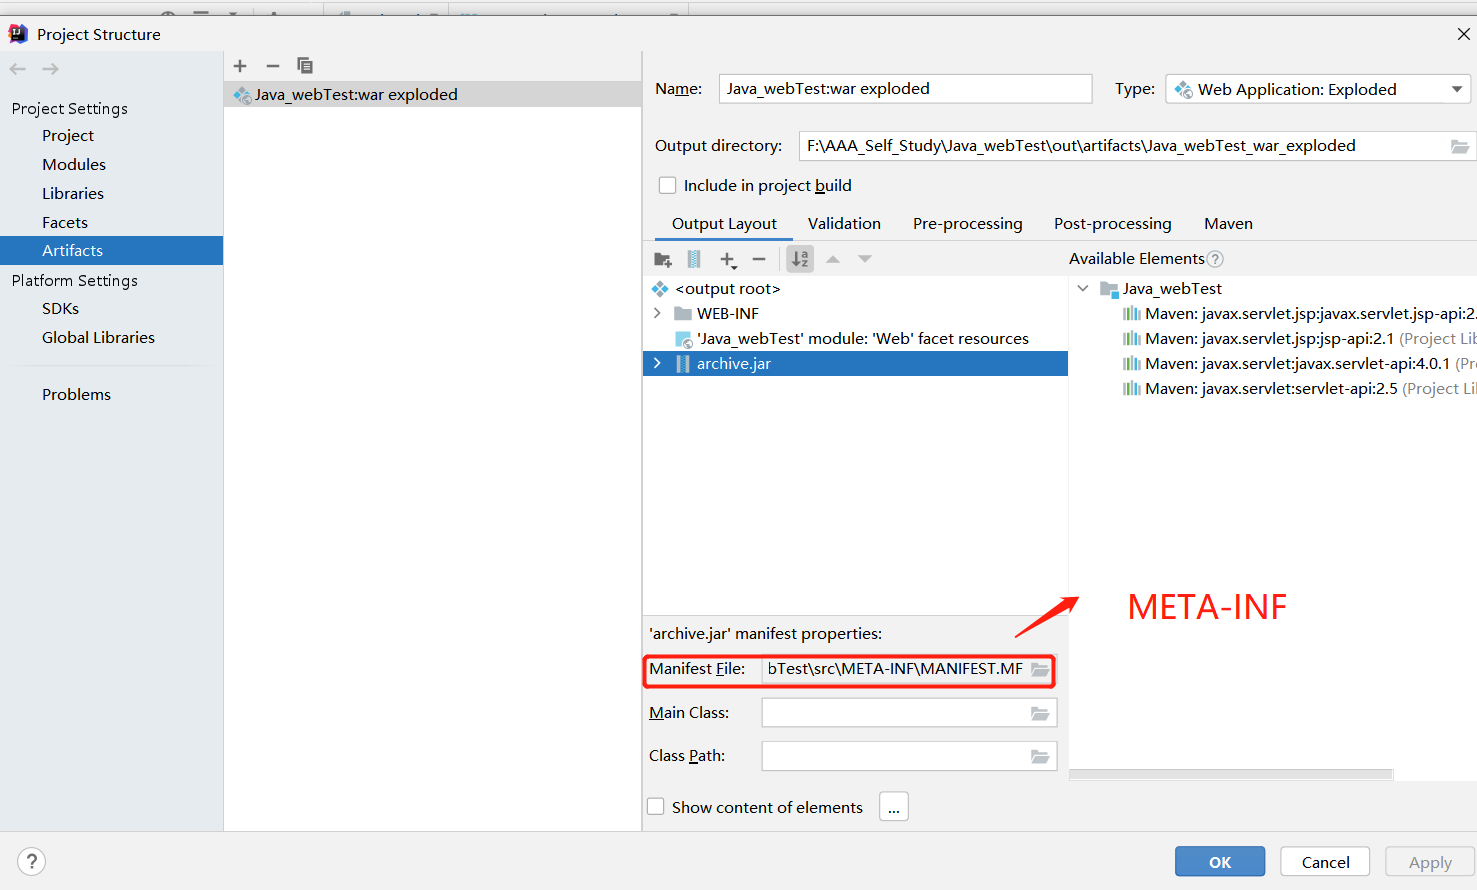 Project Structure
Project Settings
Project
Modules
Libraries
Facets
Artifacts
Platform Settings
SDKs
Global Libraries
Problems
Java_webTest:war exploded
Name: Java_webTest:war exploded Type: Web Application: Exploded
Output directory: F:\AAA_Self_Study\Java_webTest\out\artifacts\Java_webTest_war_exploded
Include in project build
Output Layout Validation Pre-processing Post-processing Maven
Available Elements ?
<output root>
WEB-INF
'Java_webTest' module: 'Web' facet resources
archive.jar
Java_webTest
Maven: javax.servlet.jsp:javax.servlet.jsp-api:2.
Maven: javax.servlet.jsp:jsp-api:2.1 (Project Lib
Maven: javax.servlet:javax.servlet-api:4.0.1 (Pr
Maven: javax.servlet:servlet-api:2.5 (Project Li
META-INF
'archive.jar' manifest properties:
Manifest File: bTest\src\META-INF\MANIFEST.MF
Main Class:
Class Path:
Show content of elements ...
? OK Cancel Apply